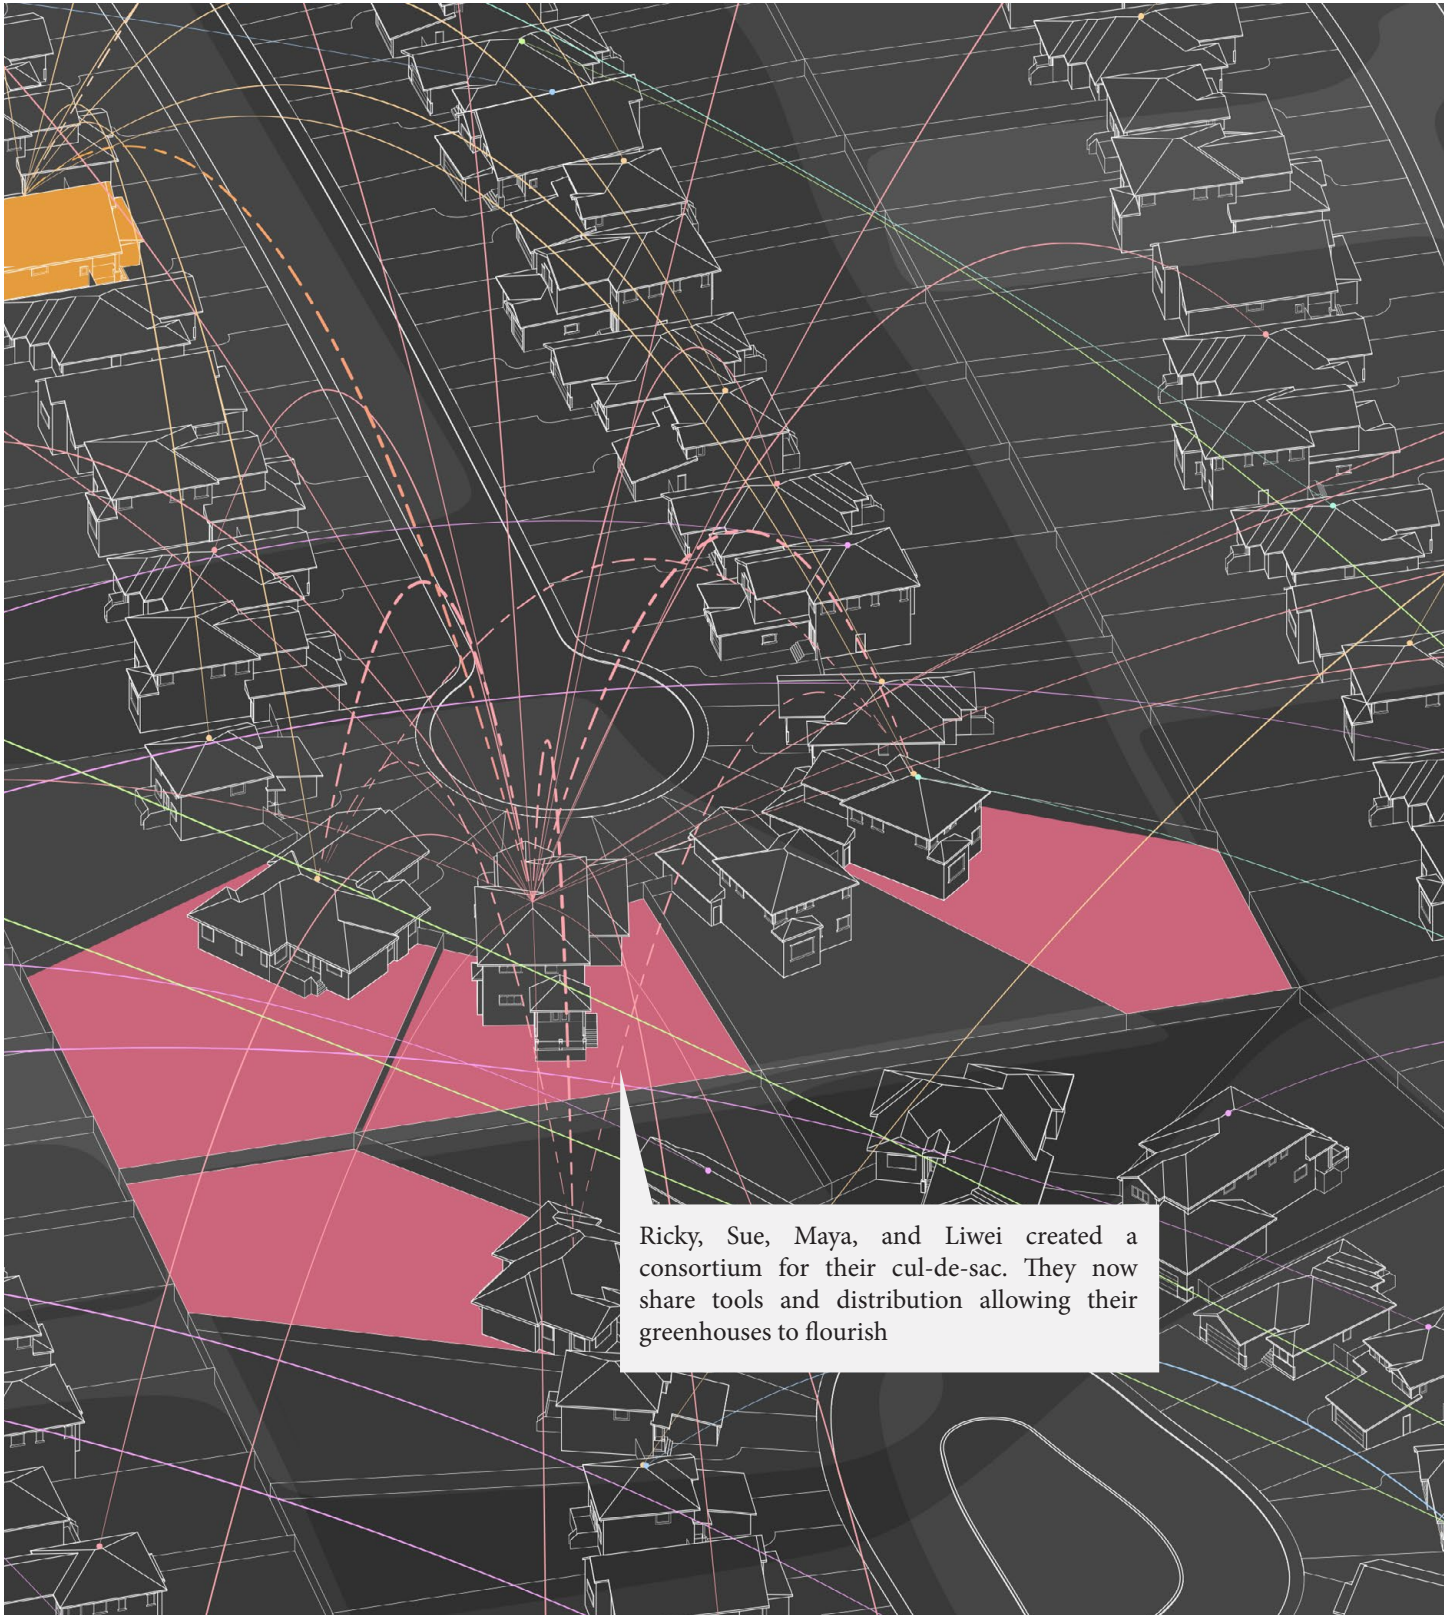 Ricky, Sue, Maya, and Liwei created a
consortium for their cul-de-sac. They now
share tools and distribution allowing their
greenhouses to flourish